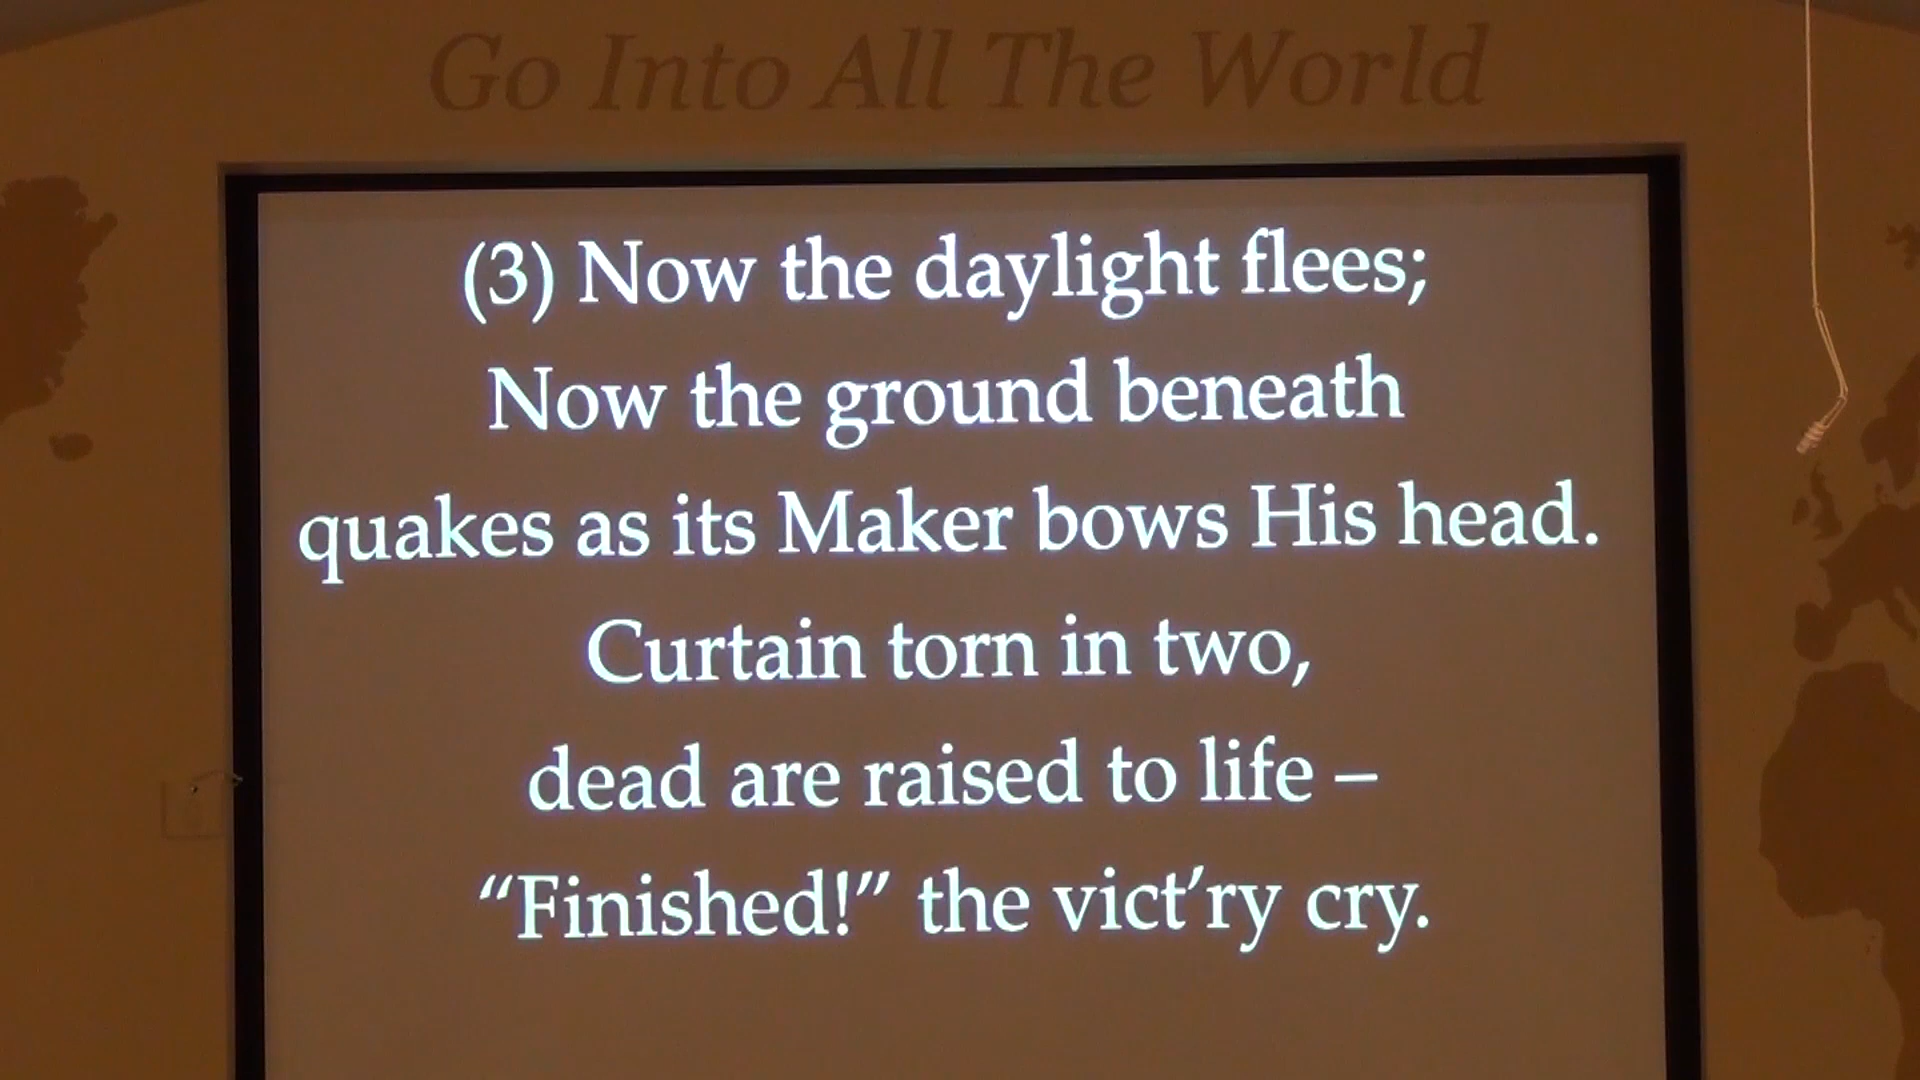 Go Into All The World
(3) Now the daylight flees;
Now the ground beneath
quakes as its Maker bows His head.
Curtain torn in two,
dead are raised to life –
“Finished!” the vict’ry cry.